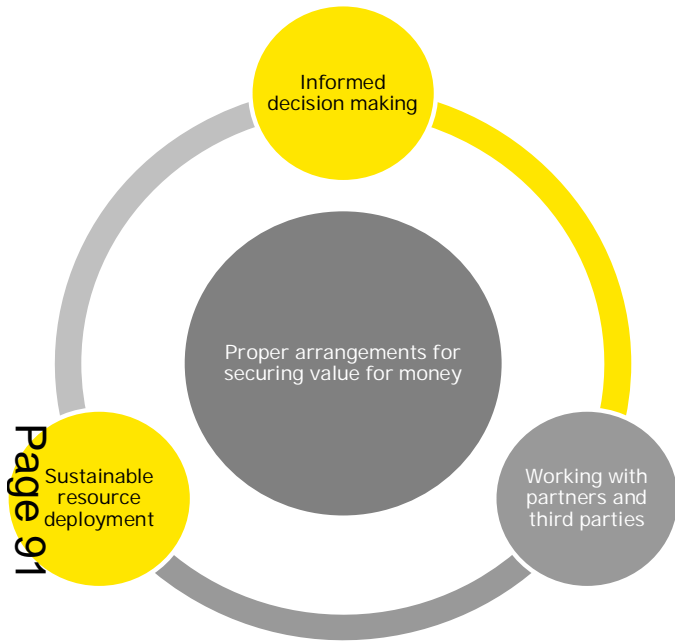 Informed
decision making
Proper arrangements for
securing value for money
Sustainable
resource
deployment
Working with
partners and
third parties
Page 91